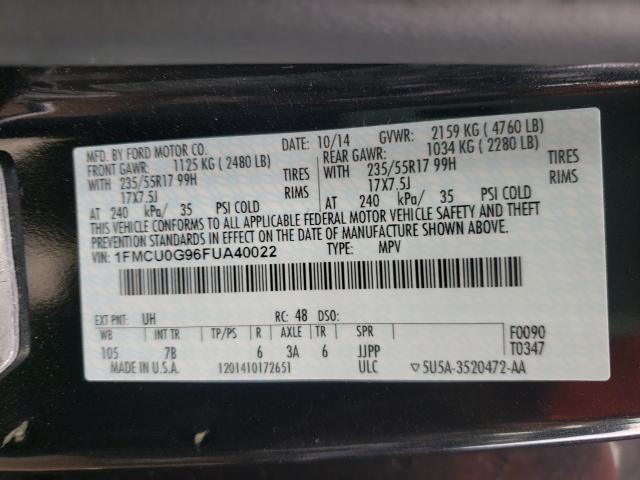 MFD. BY FORD MOTOR CO. DATE: 10/14 GVWR: 2159 KG ( 4760 LB)
FRONT GAWR: 1125 KG ( 2480 LB) REAR GAWR: 1034 KG ( 2280 LB)
WITH 235/55R17 99H TIRES WITH 235/55R17 99H TIRES
17X7.5J RIMS 17X7.5J RIMS
AT 240 kPa/ 35 PSI COLD AT 240 kPa/ 35 PSI COLD
THIS VEHICLE CONFORMS TO ALL APPLICABLE FEDERAL MOTOR VEHICLE SAFETY AND THEFT
PREVENTION STANDARDS IN EFFECT ON THE DATE OF MANUFACTURE SHOWN ABOVE.
VIN: 1FMCU0G96FUA40022 TYPE: MPV
EXT PNT: UH RC: 48 DSO:
WB INT TR TP/PS R AXLE TR SPR F0090
105 7B 6 3A 6 JJPP T0347
MADE IN U.S.A. 1201410172651 ULC ▽5U5A-3520472-AA